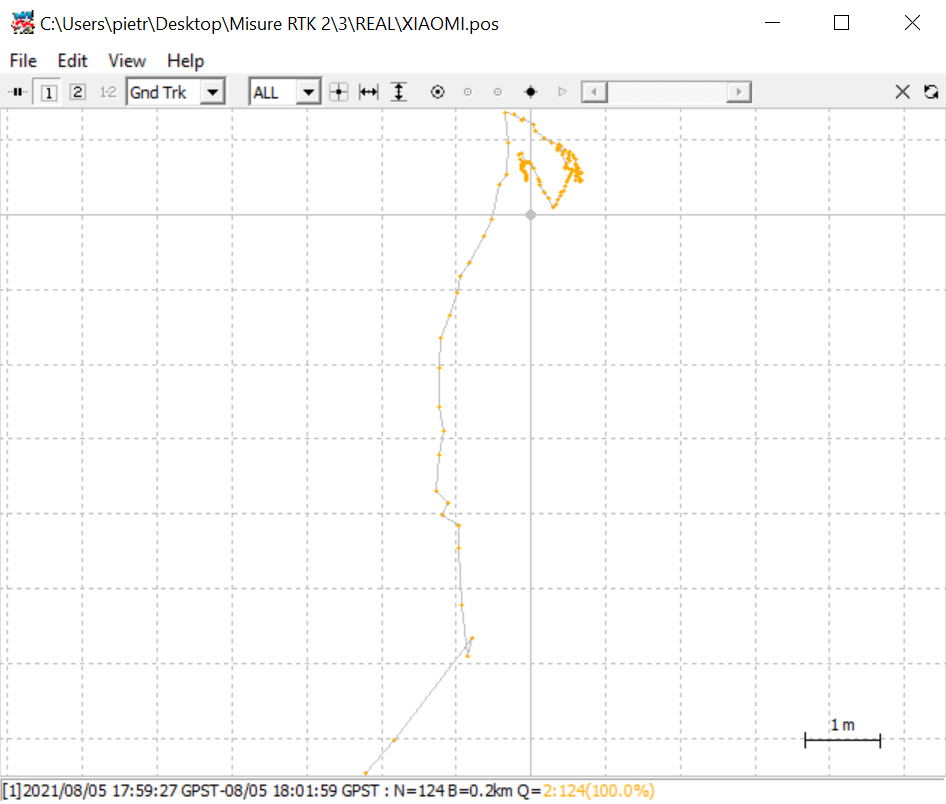 C:\Users\pietr\Desktop\Misure RTK 2\3\REAL\XIAOMI.pos
File Edit View Help
1 2 1-2 Gnd Trk ALL
1 m
[1]2021/08/05 17:59:27 GPST-08/05 18:01:59 GPST : N=124 B=0.2km Q=2:124(100.0%)